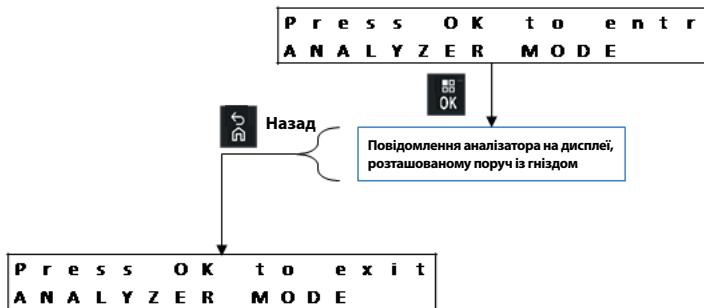 Press OK to entr
ANALYZER MODE
OK
Назад
Повідомлення аналізатора на дисплеї,
розташованому поруч із гніздом
Press OK to exit
ANALYZER MODE